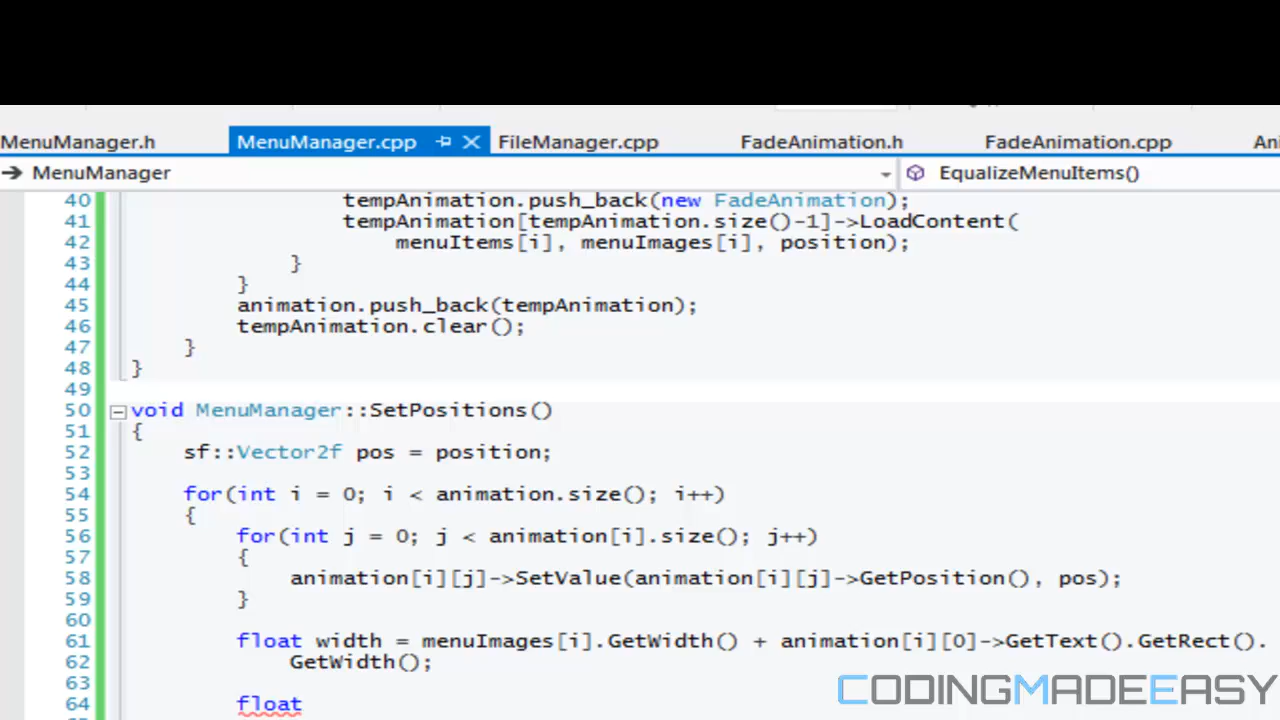 MenuManager.h MenuManager.cpp FileManager.cpp FadeAnimation.h FadeAnimation.cpp An
MenuManager EqualizeMenuItems()
40 tempAnimation.push_back(new FadeAnimation);
41 tempAnimation[tempAnimation.size()-1]->LoadContent(
42 menuItems[i], menuImages[i], position);
43 }
44 }
45 animation.push_back(tempAnimation);
46 tempAnimation.clear();
47 }
48 }
49
50 void MenuManager::SetPositions()
51 {
52 sf::Vector2f pos = position;
53
54 for(int i = 0; i < animation.size(); i++)
55 {
56 for(int j = 0; j < animation[i].size(); j++)
57 {
58 animation[i][j]->SetValue(animation[i][j]->GetPosition(), pos);
59 }
60
61 float width = menuImages[i].GetWidth() + animation[i][0]->GetText().GetRect().
62 GetWidth();
63
64 float
CODINGMADEEASY